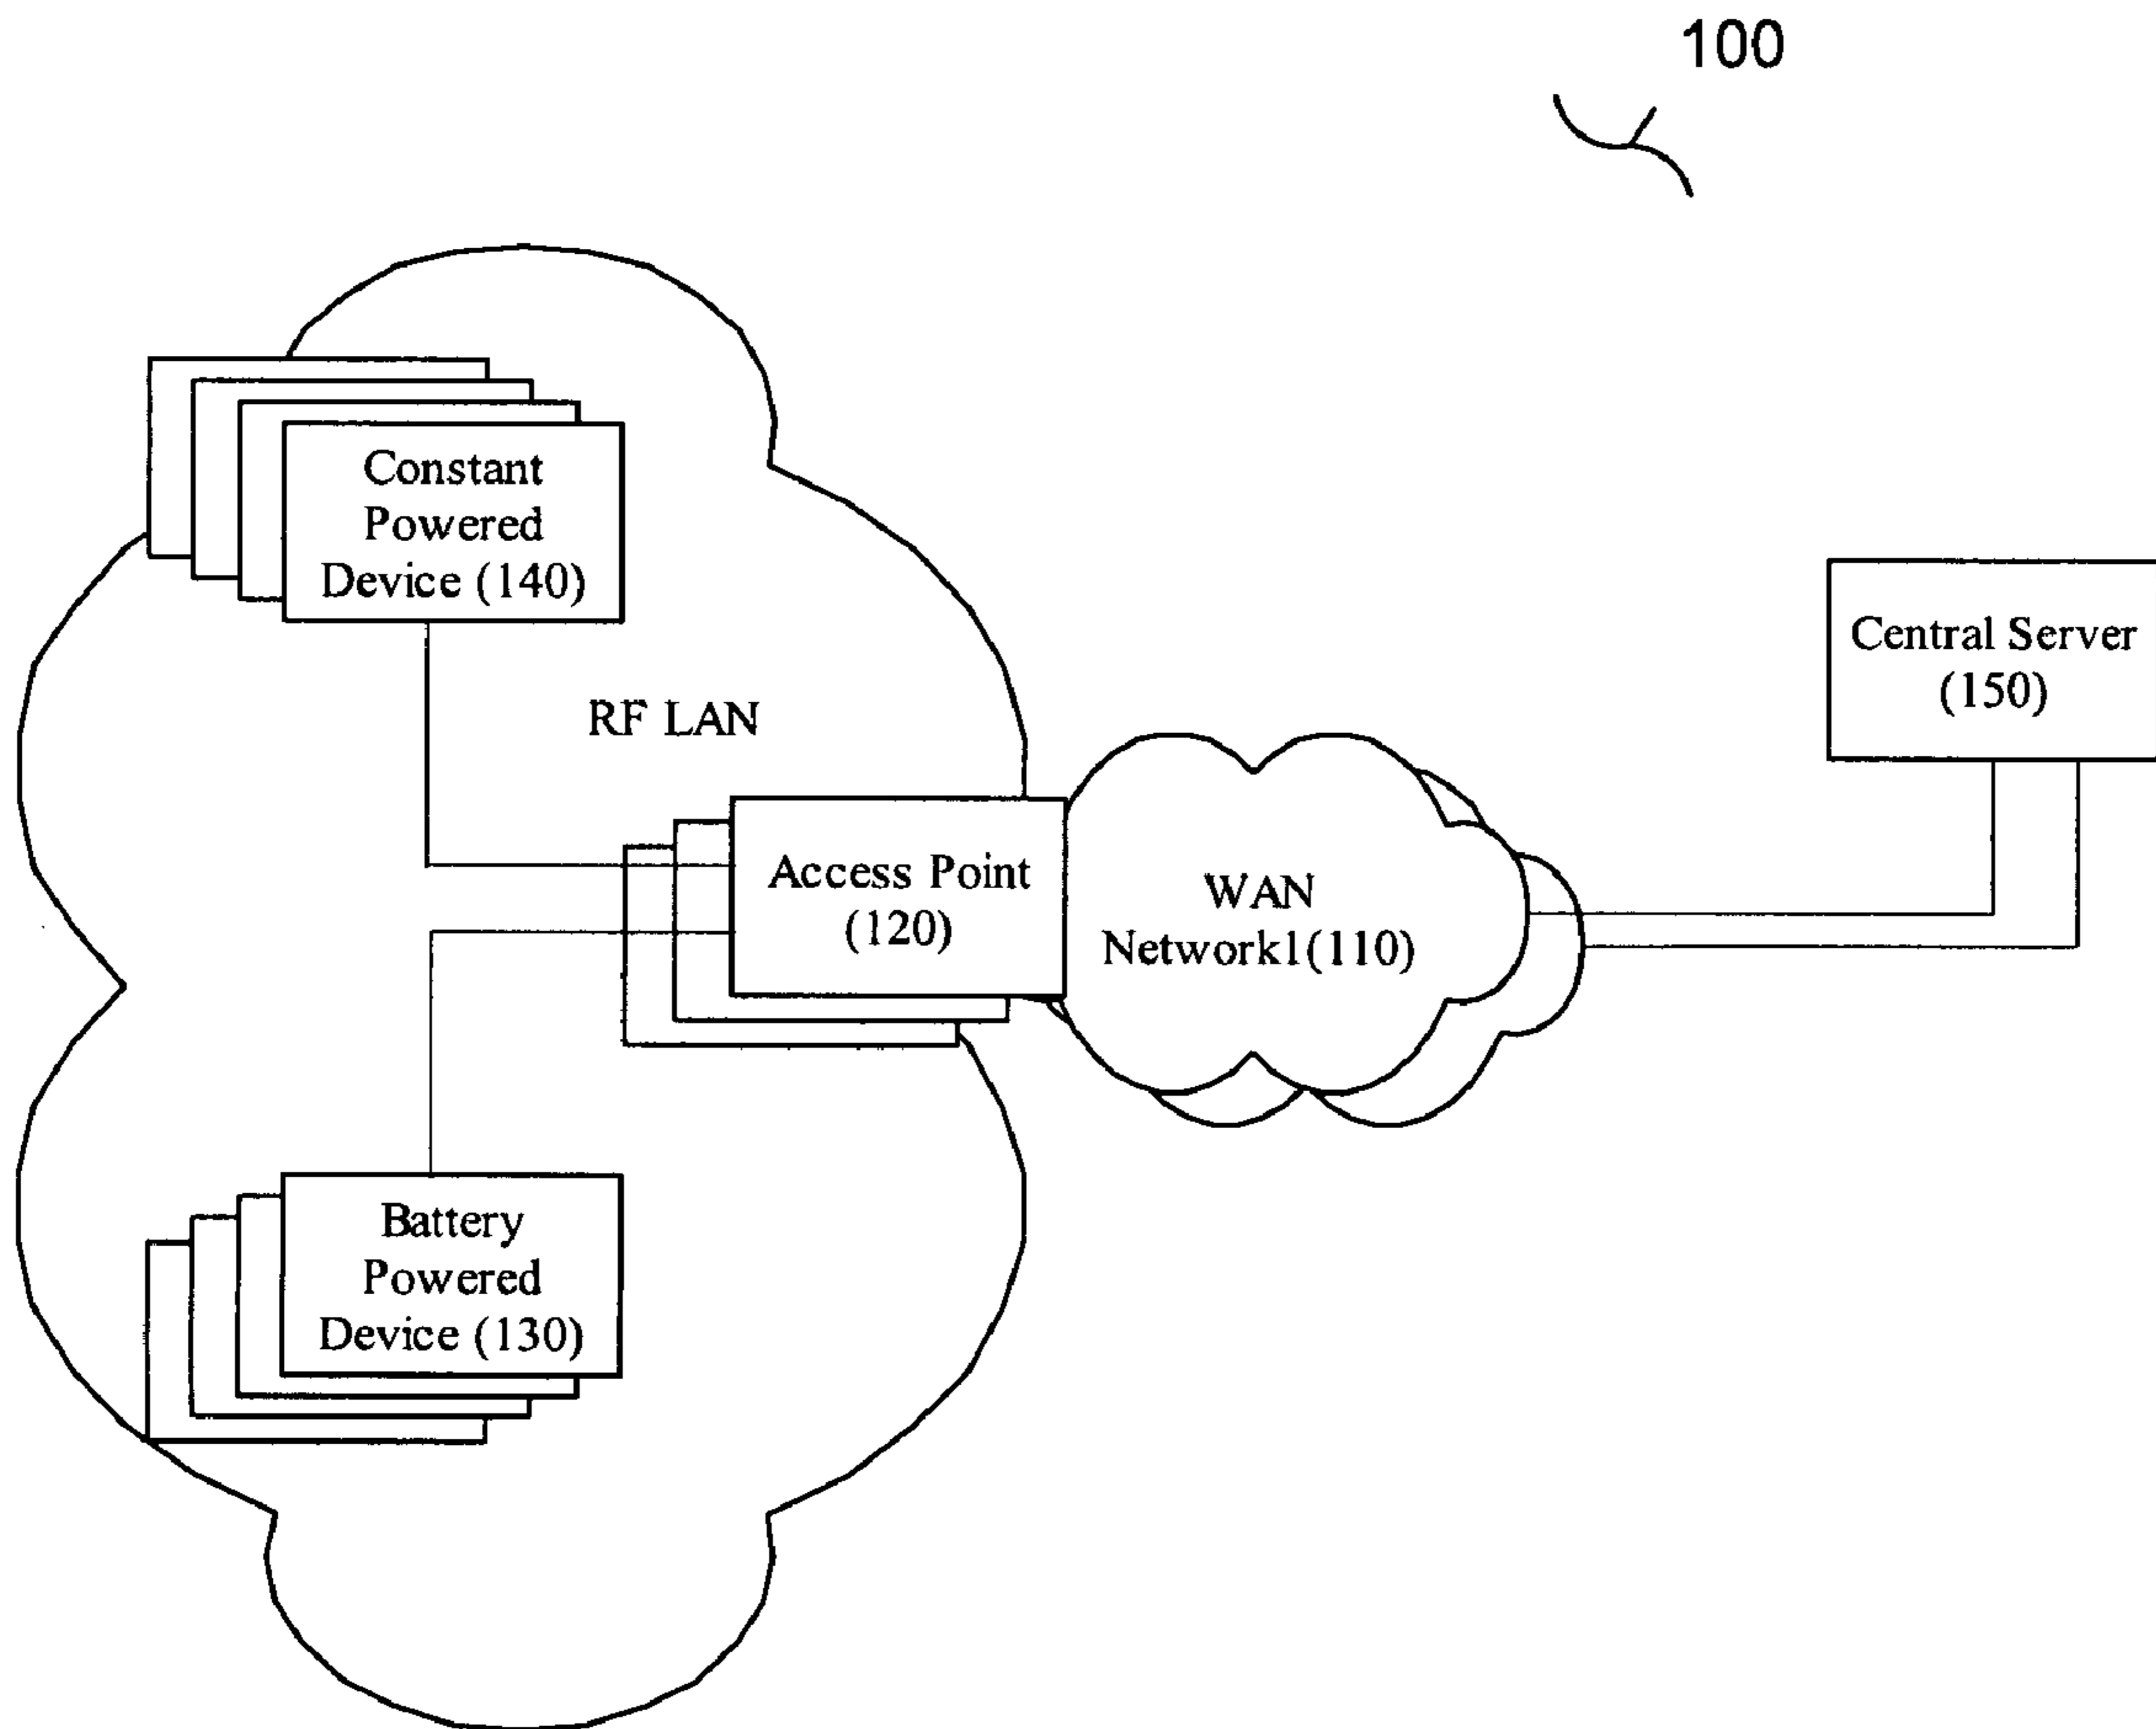 100
Constant
Powered
Device (140)
RF LAN
Central Server
(150)
Access Point
(120)
WAN
Network1(110)
Battery
Powered
Device (130)